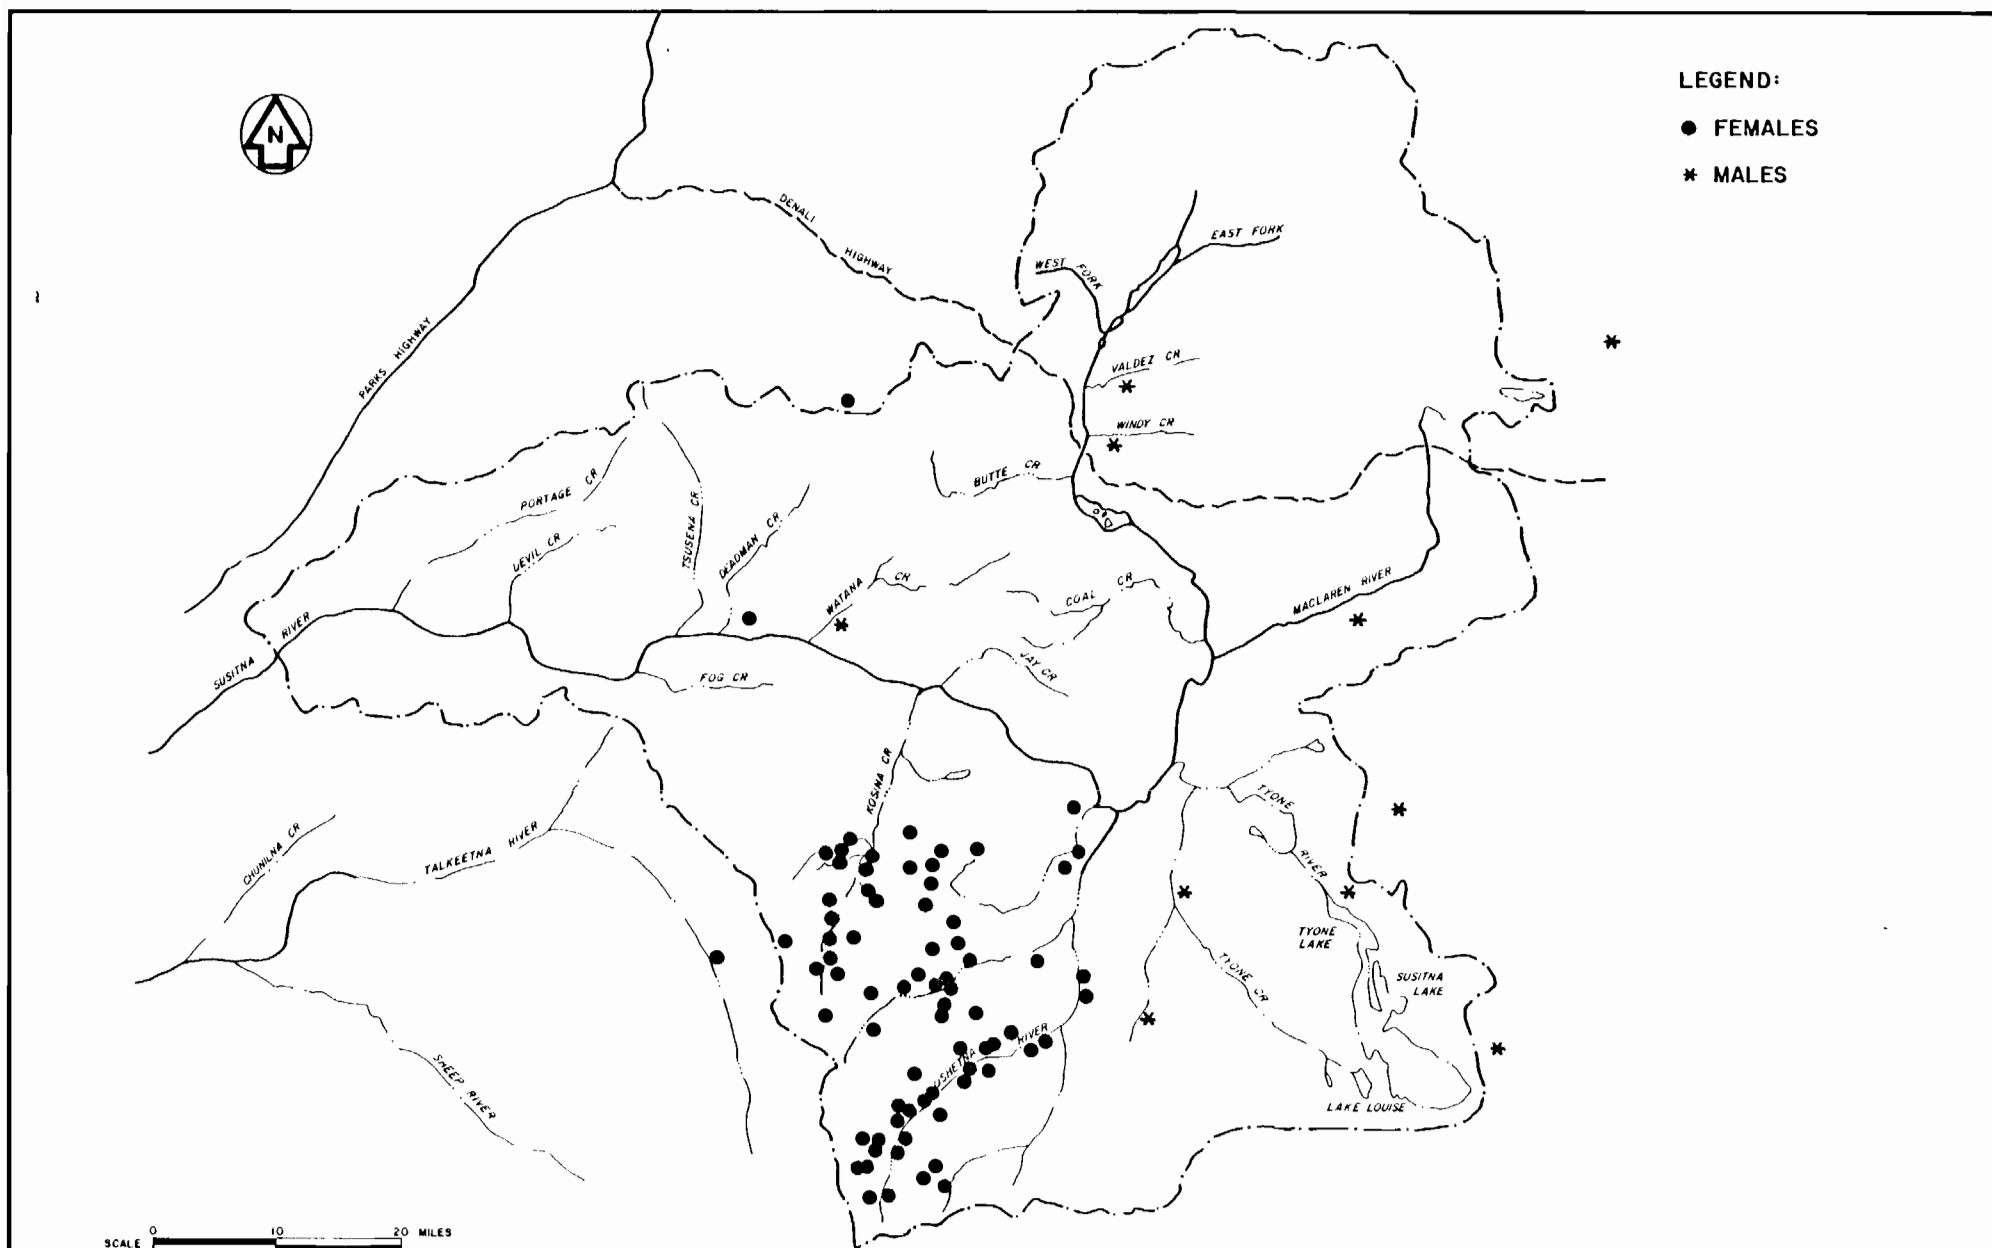 LEGEND:
● FEMALES
* MALES
N
DENALI
HIGHWAY
PARKS HIGHWAY
WEST FORK
EAST FORK
VALDEZ CR
WINDY CR
BUTTE CR
PORTAGE CR
DEVIL CR
TSUSENA CR
DEADMAN CR
WATANA CR
COAL CR
JAY CR
MACLAREN RIVER
SUSITNA RIVER
FOG CR
KOSINA CR
CHUNILNA CR
TALKEETNA RIVER
SHEEP RIVER
TYONE RIVER
TYONE
LAKE
SUSITNA
LAKE
TYONE CR
LAKE LOUISE
USHETNA RIVER
SCALE 0 10 20 MILES